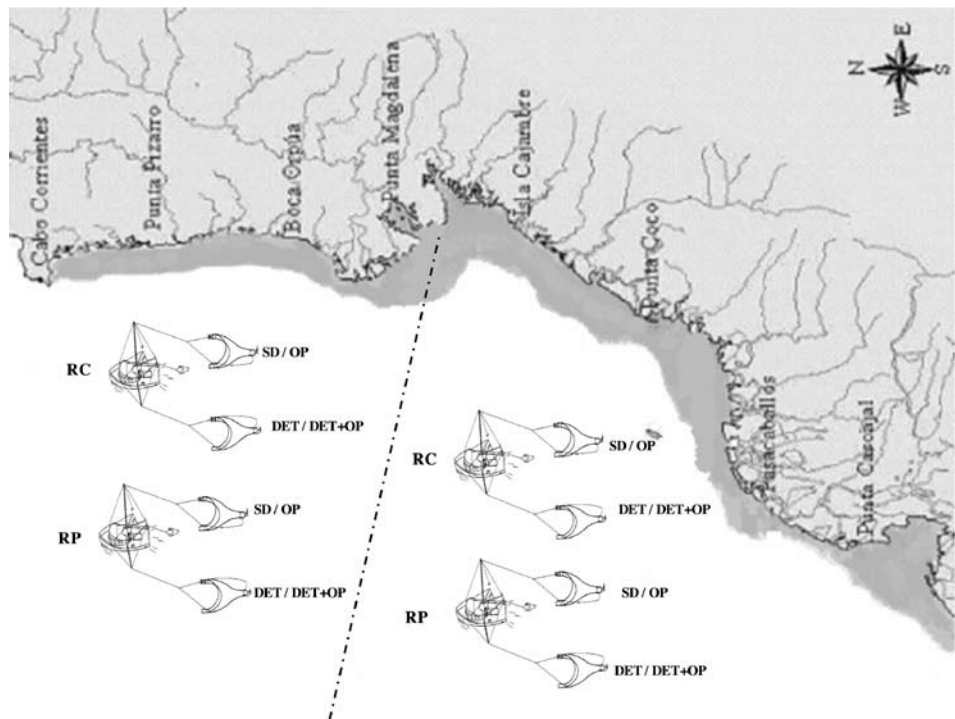 Cabo Corrientes
Punta Pizarro
Boca Orpúa
Punta Magdalena
Isla Cajambre
Punta Coco
Pasacaballos
Punta Cascajal
N
E
S
W
RC
SD / OP
DET / DET+OP
RP
SD / OP
DET / DET+OP
RC
SD / OP
DET / DET+OP
RP
SD / OP
DET / DET+OP